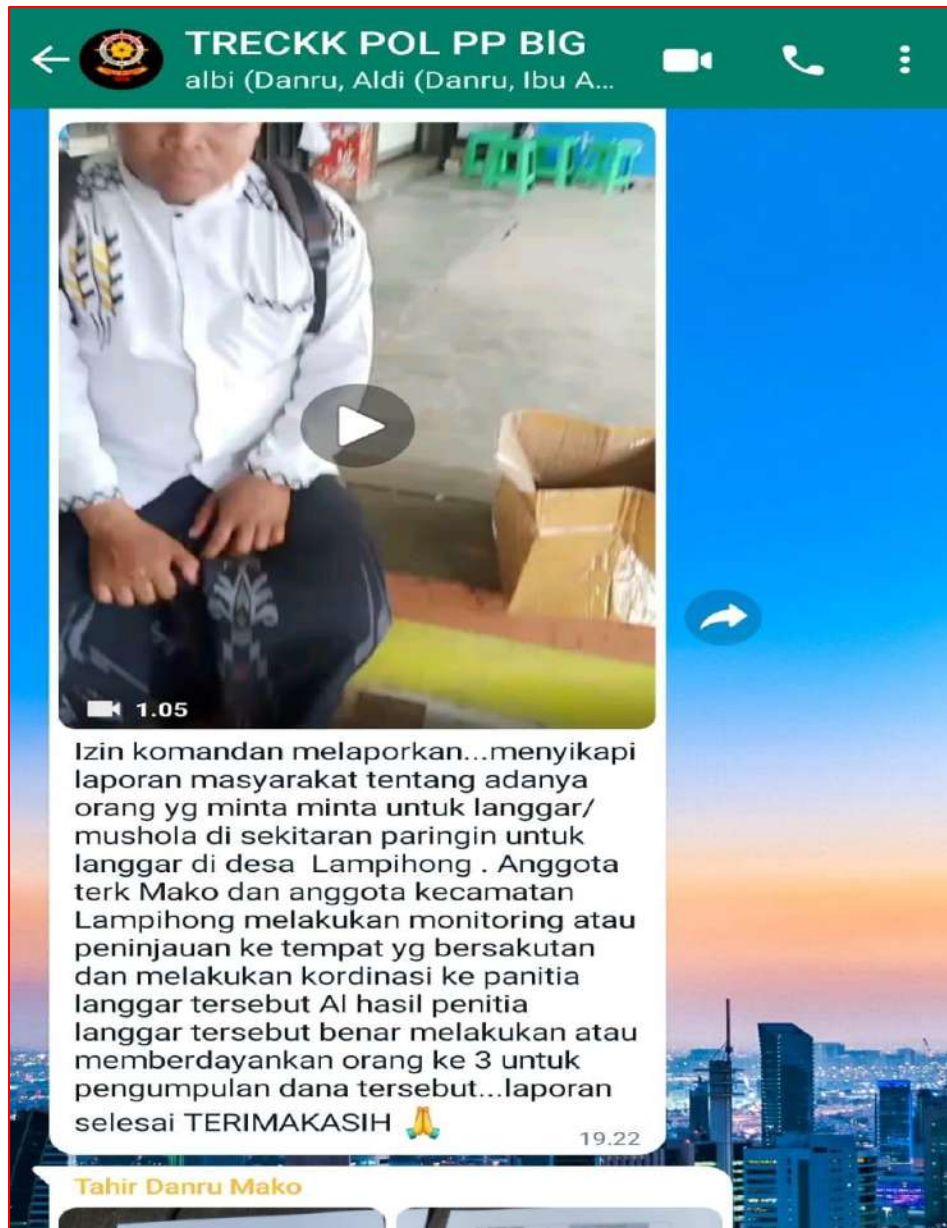 TRECKK POL PP BIG
albi (Danru, Aldi (Danru, Ibu A...
1.05
Izin komandan melaporkan...menyikapi
laporan masyarakat tentang adanya
orang yg minta minta untuk langgar/
mushola di sekitaran paringin untuk
langgar di desa Lampihong . Anggota
terk Mako dan anggota kecamatan
Lampihong melakukan monitoring atau
peninjauan ke tempat yg bersakutan
dan melakukan kordinasi ke panitia
langgar tersebut Al hasil penitia
langgar tersebut benar melakukan atau
memberdayankan orang ke 3 untuk
pengumpulan dana tersebut...laporan
selesai TERIMAKASIH 🙏
19.22
Tahir Danru Mako